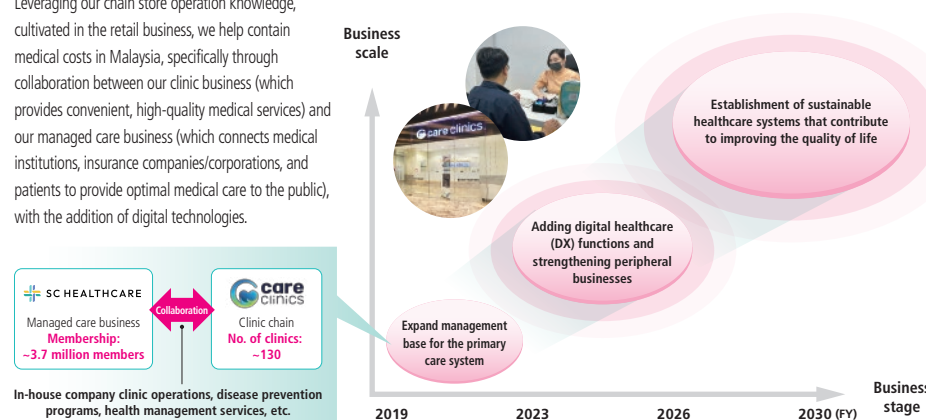 Leveraging our chain store operation knowledge,
cultivated in the retail business, we help contain
medical costs in Malaysia, specifically through
collaboration between our clinic business (which
provides convenient, high-quality medical services) and
our managed care business (which connects medical
institutions, insurance companies/corporations, and
patients to provide optimal medical care to the public),
with the addition of digital technologies.
SC HEALTHCARE
Managed care business
Membership:
~3.7 million members
Collaboration
care
clinics
Clinic chain
No. of clinics:
~130
In-house company clinic operations, disease prevention
programs, health management services, etc.
Business
scale
care clinics
Establishment of sustainable
healthcare systems that contribute
to improving the quality of life
Adding digital healthcare
(DX) functions and
strengthening peripheral
businesses
Expand management
base for the primary
care system
2019
2023
2026
2030 (FY)
Business
stage